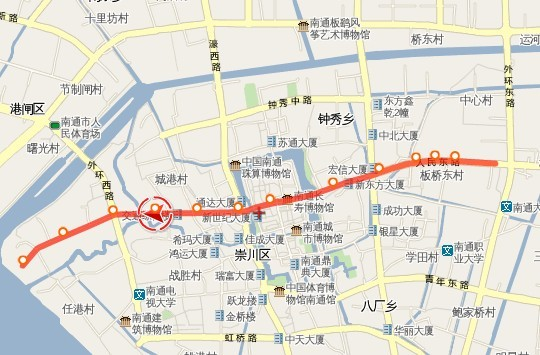 十里坊村
南通板鹞风
筝艺术博物馆
桥东村
运河
濠西路
外环东路
节制闸村
港闸区
南通市人
民体育场
曙光村
钟秀中路
钟秀乡
东方鑫
乾2幢
中心村
中北大厦
苏通大厦
中国南通
珠算博物馆
宏信大厦
人民东路
板桥东村
外环西路
城港村
新东方大厦
通达大厦
新世纪大厦
南通长
寿博物馆
成功大厦
南通大
希玛大厦
佳成大厦
南通城
市博物馆
银星大厦
鸿运大厦
崇川区
学田村
南通职
业大学
战胜村
瑞富大厦
南通鼎
典大厦
青年东路
南通电
视大学
中国体育博
物馆南通馆
任港村
跃龙楼
八厂乡
鲍家桥村
南通建
筑博物馆
金桥楼
虹桥路
中天大厦
华丽大厦